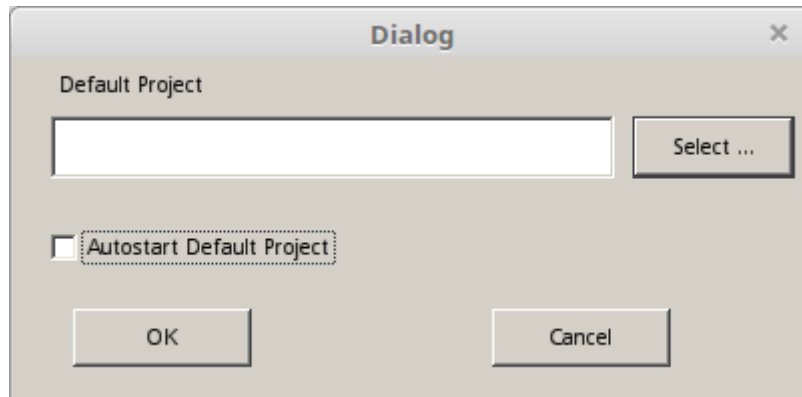 Dialog
Default Project
Select ...
Autostart Default Project
OK
Cancel